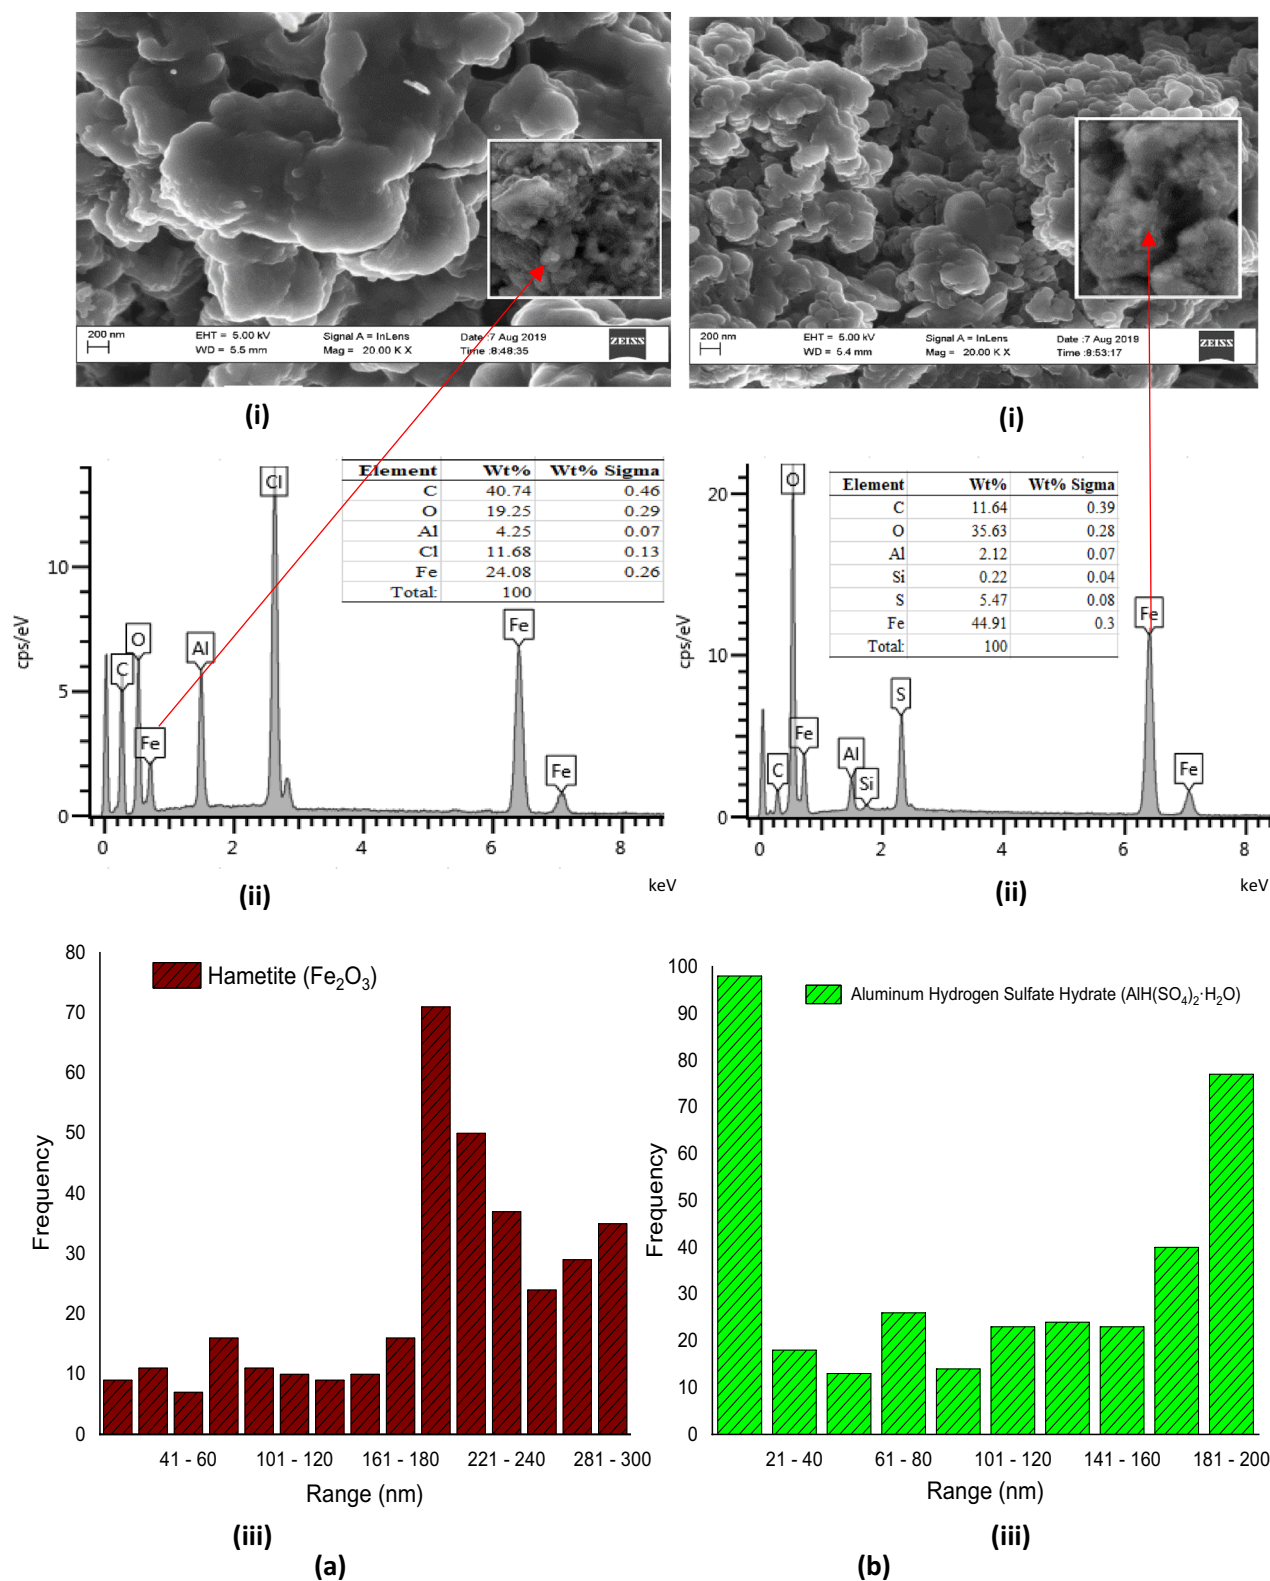 200 nm
EHT = 5.00 kV
WD = 5.5 mm
Signal A = InLens
Mag = 20.00 K X
Date :7 Aug 2019
Time :8:48:35
ZEISS
200 nm
EHT = 5.00 kV
WD = 5.4 mm
Signal A = InLens
Mag = 20.00 K X
Date :7 Aug 2019
Time :8:53:17
ZEISS
(i)
(i)
Element Wt% Wt% Sigma
C 40.74 0.46
O 19.25 0.29
Al 4.25 0.07
Cl 11.68 0.13
Fe 24.08 0.26
Total: 100
cps/eV
10
5
0
C
O
Fe
Al
Cl
Fe
Fe
0 2 4 6 8
keV
(ii)
Element Wt% Wt% Sigma
C 11.64 0.39
O 35.63 0.28
Al 2.12 0.07
Si 0.22 0.04
S 5.47 0.08
Fe 44.91 0.3
Total: 100
cps/eV
20
10
0
C
O
Fe
Al
Si
S
Fe
Fe
0 2 4 6 8
keV
(ii)
Hametite (Fe₂O₃)
Frequency
80
70
60
50
40
30
20
10
0
41 - 60 101 - 120 161 - 180 221 - 240 281 - 300
Range (nm)
(iii)
(a)
Aluminum Hydrogen Sulfate Hydrate (AlH(SO₄)₂·H₂O)
Frequency
100
90
80
70
60
50
40
30
20
10
0
21 - 40 61 - 80 101 - 120 141 - 160 181 - 200
Range (nm)
(iii)
(b)